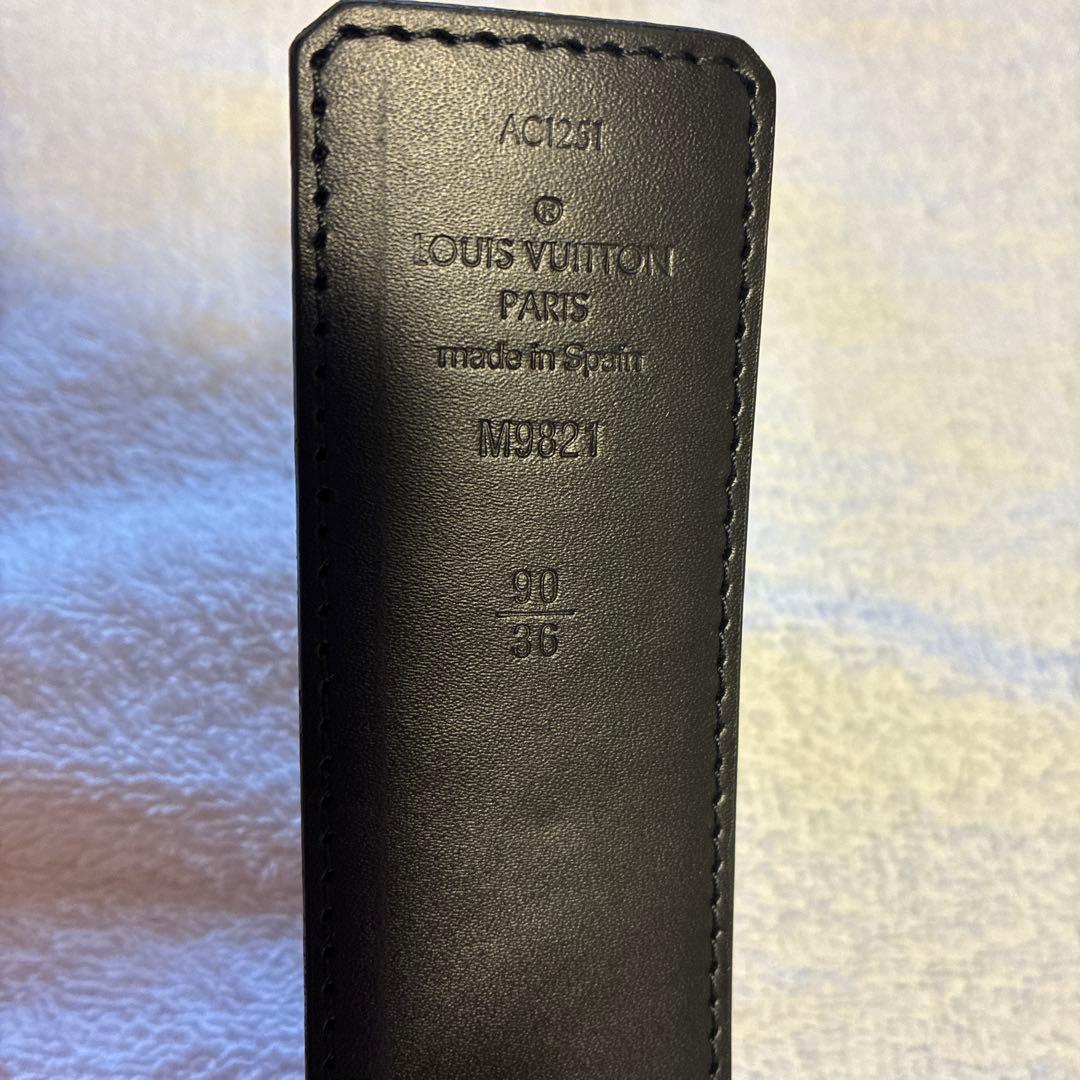 AC1251
®
LOUIS VUITTON
PARIS
made in Spain
M9821
90
36